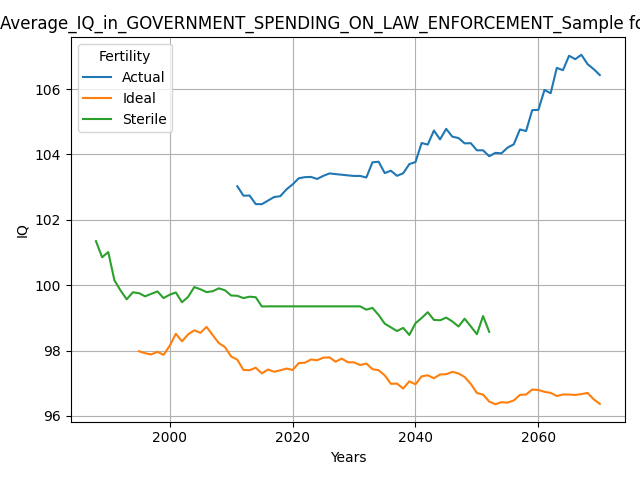 Average_IQ_in_GOVERNMENT_SPENDING_ON_LAW_ENFORCEMENT_Sample fo
Fertility
Actual
Ideal
Sterile
106
104
102
100
98
96
IQ
2000 2020 2040 2060
Years